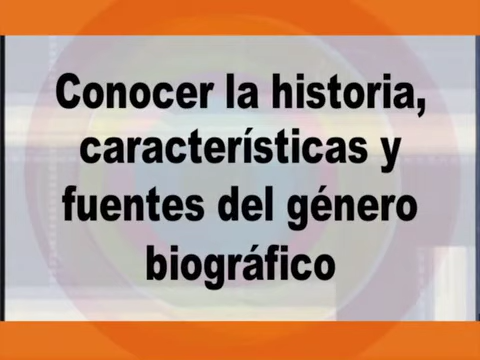 Conocer la historia,
características y
fuentes del género
biográfico